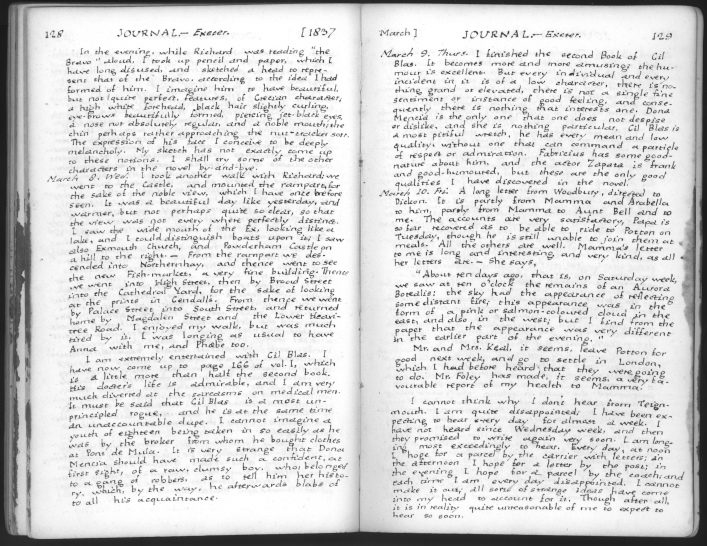 128 JOURNAL.— Exeter. [1837
In the evening, while Richard was reading "the
Bravo" aloud, I took up pencil and paper, which I
have long disused, and sketched a head to repre-
sent that of the Bravo, according to the idea I had
formed of him. I imagine him to have beautiful,
but not quite perfect, features, of Grecian character,
a high white forehead, black hair slightly curling,
eye-brows beautifully formed, piercing jet-black eyes,
a nose not absolutely regular, and a noble mouth; the
chin perhaps rather approaching the nut-cracker sort.
The expression of his face I conceive to be deeply
melancholy. My sketch has not exactly come up
to these notions. I shall try some of the other
characters in the novel by-and-bye.
March 8. Wed. I took another walk with Richard; we
went to the Castle, and mounted the ramparts for
the sake of the noble view, which I have once before
seen. It was a beautiful day like yesterday, and
warmer, but not perhaps quite so clear, so that
the view was not every where perfectly distinct.
I saw the wide mouth of the Ex, looking like a
lake, and I could distinguish boats upon it; I saw
also Exmouth Church, and Powderham Castle on
a hill to the right.— From the rampart we des-
cended into Northernhay, and thence went to see
the new Fish-market, a very fine building. Thence
we went into High Street, then by Broad Street
into the Cathedral Yard, for the sake of looking
at the prints in Gendalls. From thence we went
by Palace Street into South Street, and returned
home by Magdalen Street and the Lower Heavi-
tree Road. I enjoyed my walk, but was much
tired by it. I was longing as usual to have
Anna with me, and Phebe too.
I am extremely entertained with Gil Blas. I
have now come up to page 166 of vol. I, which
is a little more than half the second book.
His doctor's life is admirable, and I am very
much diverted at the sarcasms on medical men.
It must be said that Gil Blas is a most un-
principled rogue, and he is at the same time
an unaccountable dupe. I cannot imagine a
youth of eighteen being taken in so easily as he
was by the broker from whom he bought clothes
at Pons de Mula. It is very strange that Dona
Mencia should have made such a confident, at
first sight, of a raw, clumsy boy, who belonged
to a gang of robbers, as to tell him her histo-
ry, which, by the way, he afterwards blabs of
to all his acquaintance.
March] JOURNAL.— Exeter. 129
March 9. Thurs. I finished the second Book of Gil
Blas. It becomes more and more amusing; the hu-
mour is excellent. But every individual and every
incident in it is of a low character, there is no-
thing grand or elevated, there is not a single fine
sentiment or instance of good feeling, and conse-
quently there is nothing that interests one. Dona
Mencia is the only one that one does not despise
or dislike, and she is nothing particular. Gil Blas is
a most pitiful wretch, he has every mean and low
quality, without one that can command a particle
of respect or admiration. Fabricius has some good-
nature about him, and the actor Zapata is frank
and good-humoured, but these are the only good
qualities I have discovered in the novel.
March 10. Fri. A long letter from Woodbury, directed to
Dickon. It is partly from Mamma and Arabella
to him, partly from Mamma to Aunt Bell and to
me. The accounts are very satisfactory, Papa is
so far recovered as to be able to ride to Potton on
Tuesday, though he is still unable to join them at
meals. All the others are well. Mamma's letter
to me is long and interesting, and very kind, as all
her letters are.— She says,
"About ten days ago, that is, on Saturday week,
we saw at ten o'clock the remains of an Aurora
Borealis: the sky had the appearance of reflecting
some distant fire; this appearance was in the
form of a pink or salmon-coloured cloud in the
east, and also in the west, but I find from the
paper that the appearance was very different
in the earlier part of the evening."
Mr. and Mrs. Keal, it seems, leave Potton for
good next week, and go to settle in London,
which I had before heard that they were going
to do. Mr. Piley has made, it seems, a very fa-
vourable report of my health to Mamma.
I cannot think why I don't hear from Teign-
mouth. I am quite disappointed; I have been ex-
pecting to hear every day for almost a week. I
have not heard since Wednesday week, and then
they promised to write again very soon. I am long-
ing most exceedingly to hear. Every day, at noon
I hope for a parcel by the carrier with letters; in
the afternoon I hope for a letter by the post; in
the evening I hope for a parcel by the coach; and
each time I am every day disappointed. I cannot
make it out, all sorts of strange ideas have come
into my head to account for it. Though after all,
it is in reality quite unreasonable of me to expect to
hear so soon.